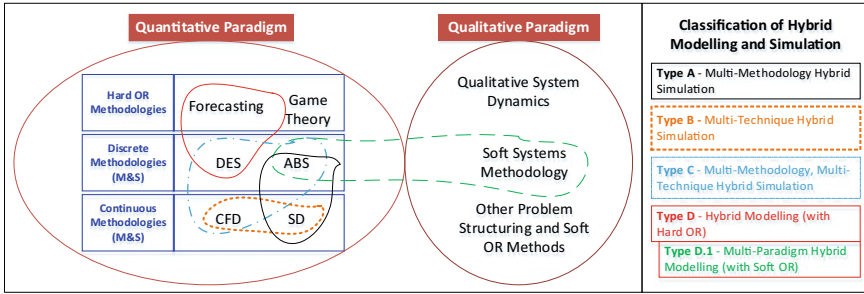 Quantitative Paradigm
Qualitative Paradigm
Hard OR
Methodologies
Forecasting
Game
Theory
Discrete
Methodologies
(M&S)
DES
ABS
Continuous
Methodologies
(M&S)
CFD
SD
Qualitative System
Dynamics
Soft Systems
Methodology
Other Problem
Structuring and Soft
OR Methods
Classification of Hybrid
Modelling and Simulation
Type A - Multi-Methodology Hybrid
Simulation
Type B - Multi-Technique Hybrid
Simulation
Type C - Multi-Methodology, Multi-
Technique Hybrid Simulation
Type D - Hybrid Modelling (with
Hard OR)
Type D.1 - Multi-Paradigm Hybrid
Modelling (with Soft OR)